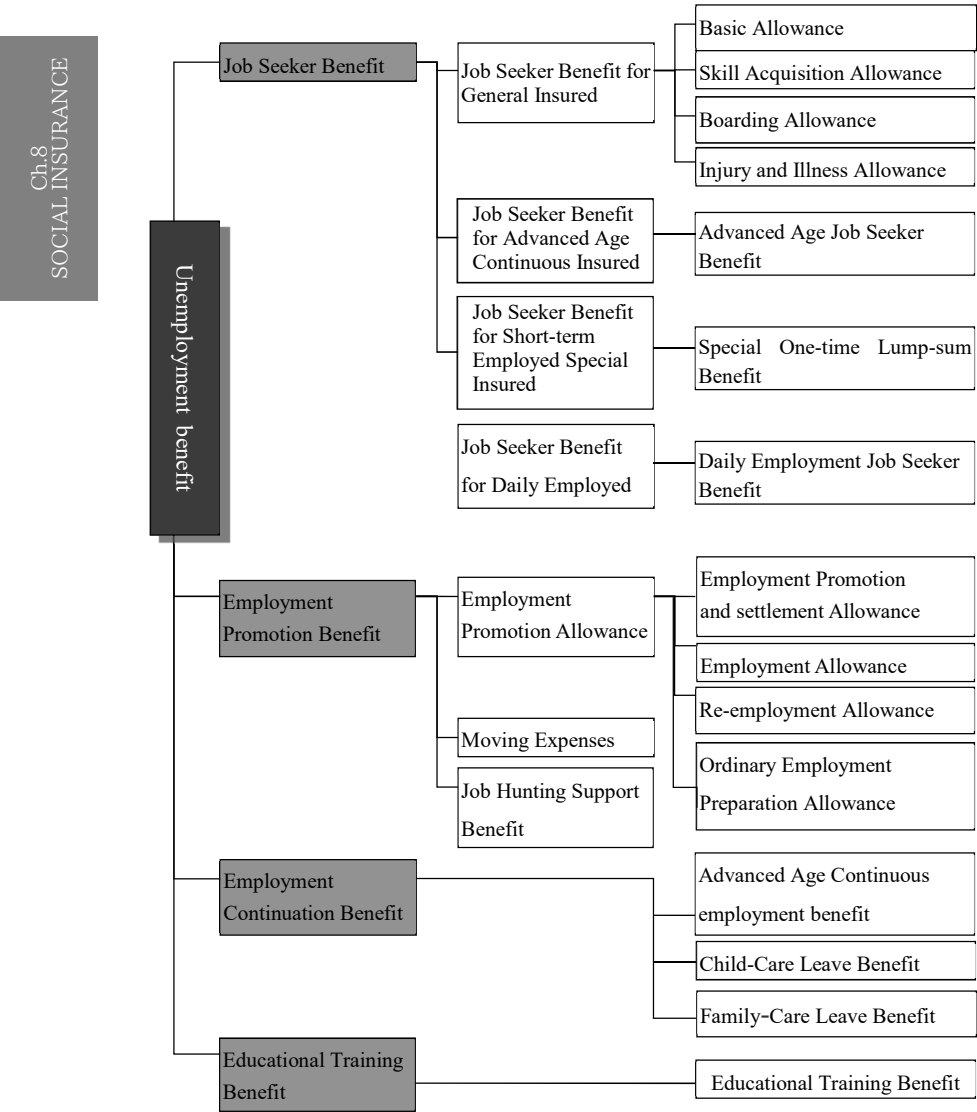 Ch.8
SOCIAL INSURANCE
Unemployment benefit
Job Seeker Benefit
Job Seeker Benefit for
General Insured
Basic Allowance
Skill Acquisition Allowance
Boarding Allowance
Injury and Illness Allowance
Job Seeker Benefit
for Advanced Age
Continuous Insured
Advanced Age Job Seeker
Benefit
Job Seeker Benefit
for Short-term
Employed Special
Insured
Special One-time Lump-sum
Benefit
Job Seeker Benefit
for Daily Employed
Daily Employment Job Seeker
Benefit
Employment
Promotion Benefit
Employment
Promotion Allowance
Employment Promotion
and settlement Allowance
Employment Allowance
Re-employment Allowance
Ordinary Employment
Preparation Allowance
Moving Expenses
Job Hunting Support
Benefit
Employment
Continuation Benefit
Advanced Age Continuous
employment benefit
Child-Care Leave Benefit
Family-Care Leave Benefit
Educational Training
Benefit
Educational Training Benefit